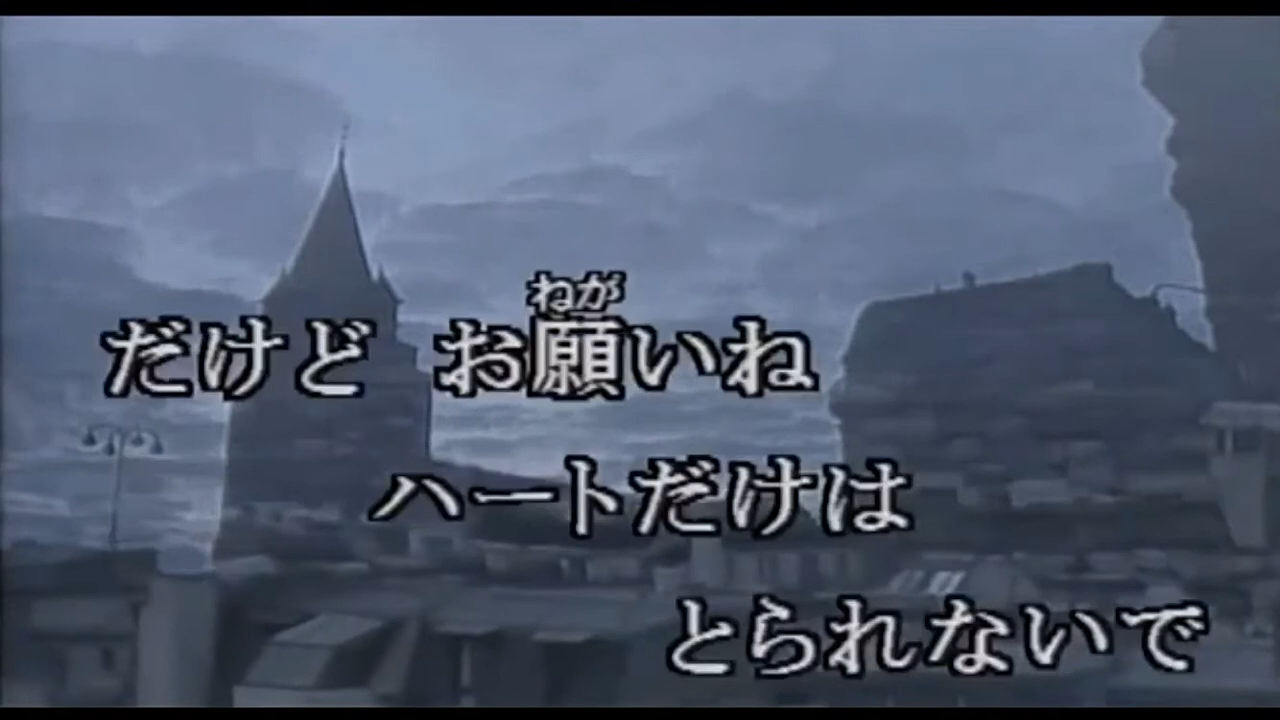 ねが
だけど お願いね
ハートだけは
とられないで